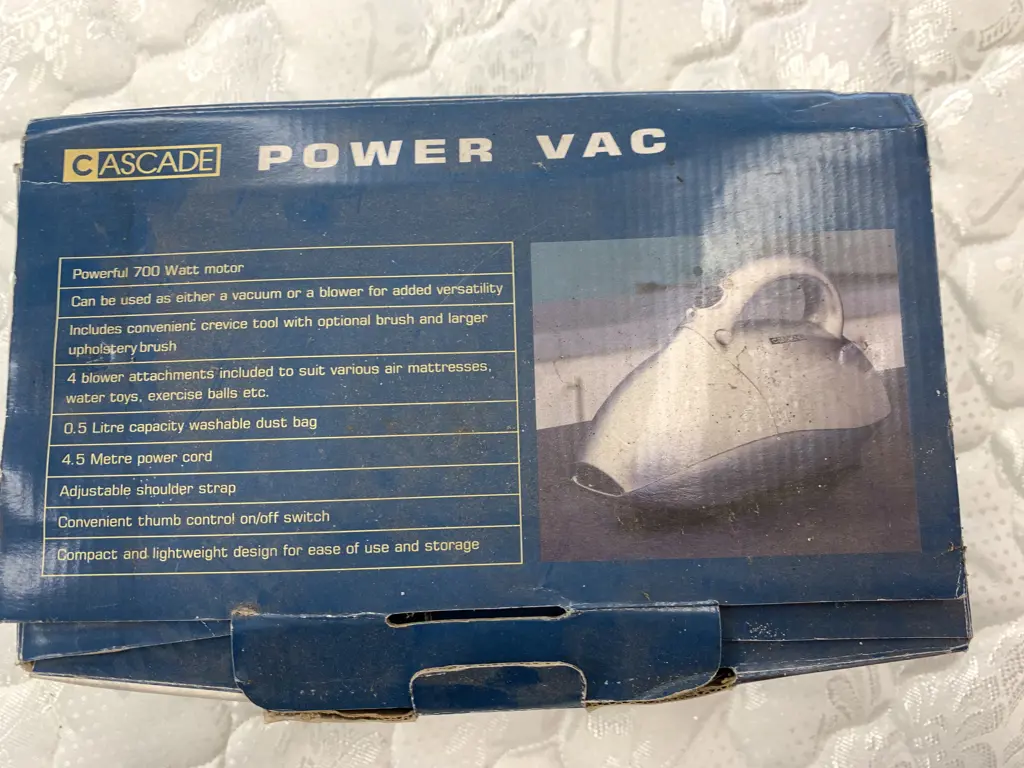 CASCADE POWER VAC
Powerful 700 Watt motor
Can be used as either a vacuum or a blower for added versatility
Includes convenient crevice tool with optional brush and larger
upholstery brush
4 blower attachments included to suit various air mattresses,
water toys, exercise balls etc.
0.5 Litre capacity washable dust bag
4.5 Metre power cord
Adjustable shoulder strap
Convenient thumb control on/off switch
Compact and lightweight design for ease of use and storage
CASCADE